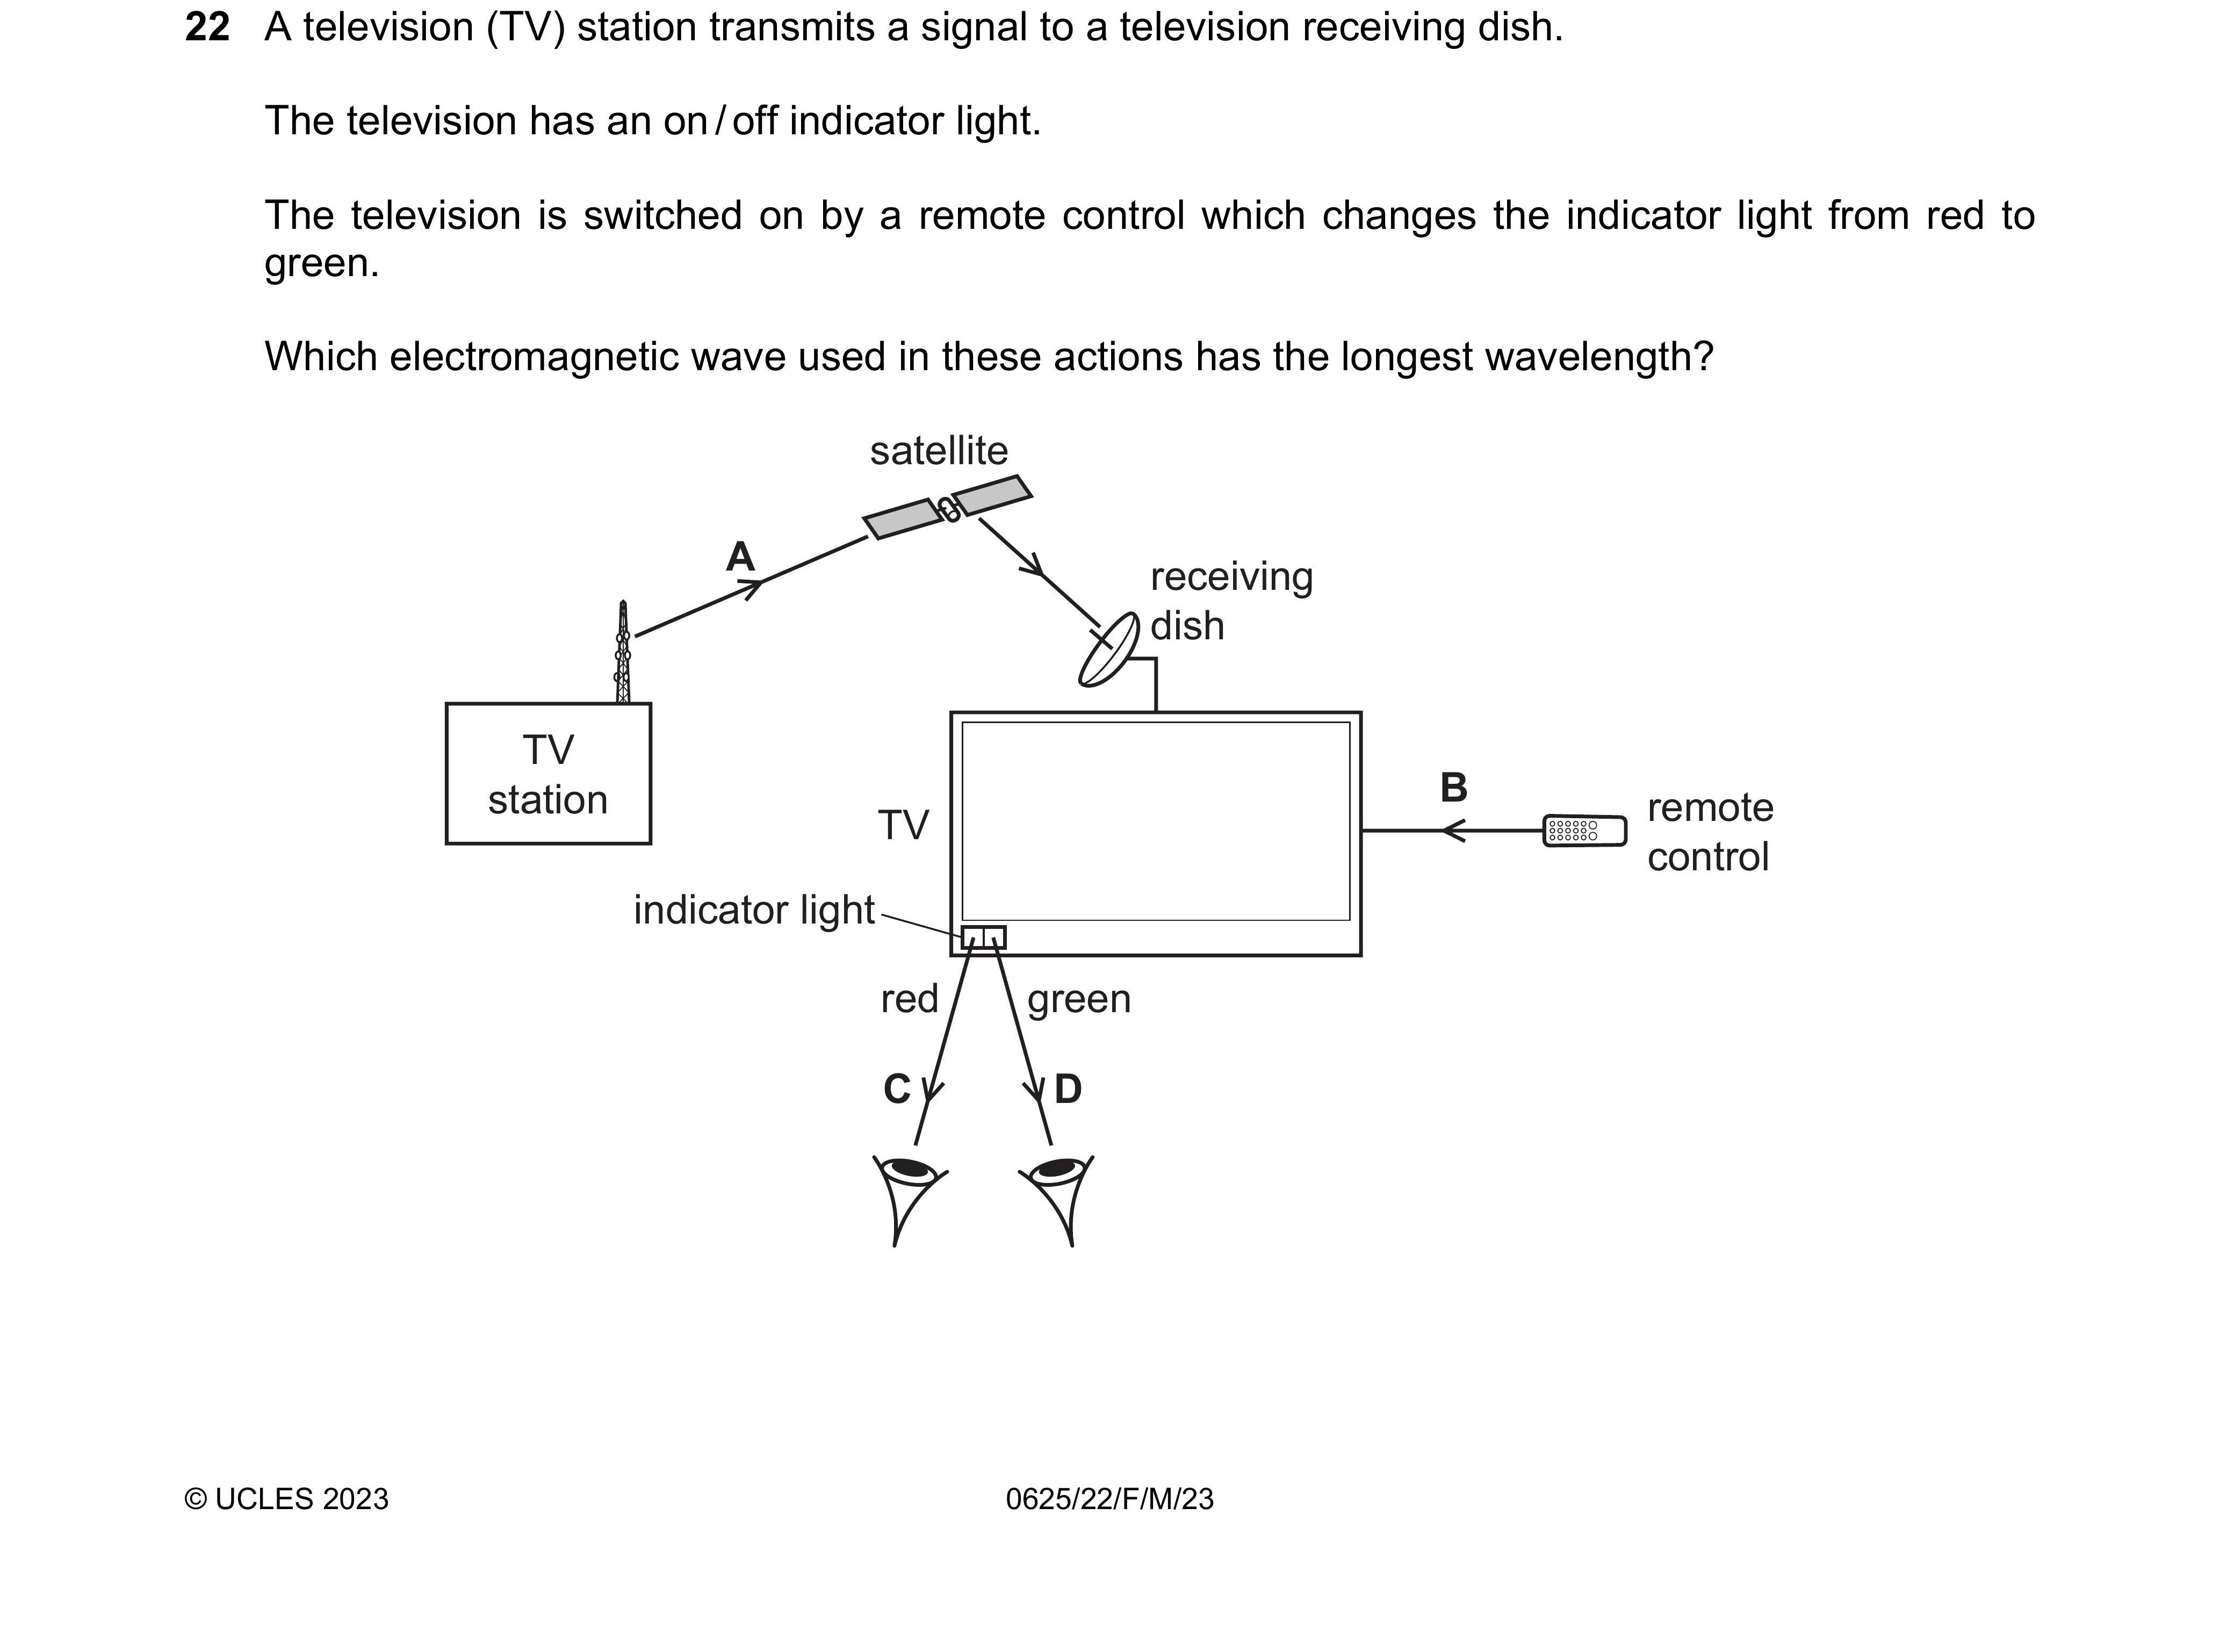 22 A television (TV) station transmits a signal to a television receiving dish.
The television has an on / off indicator light.
The television is switched on by a remote control which changes the indicator light from red to
green.
Which electromagnetic wave used in these actions has the longest wavelength?
satellite
A
receiving
dish
TV
station
TV
B
remote
control
indicator light
red
green
C
D
© UCLES 2023
0625/22/F/M/23